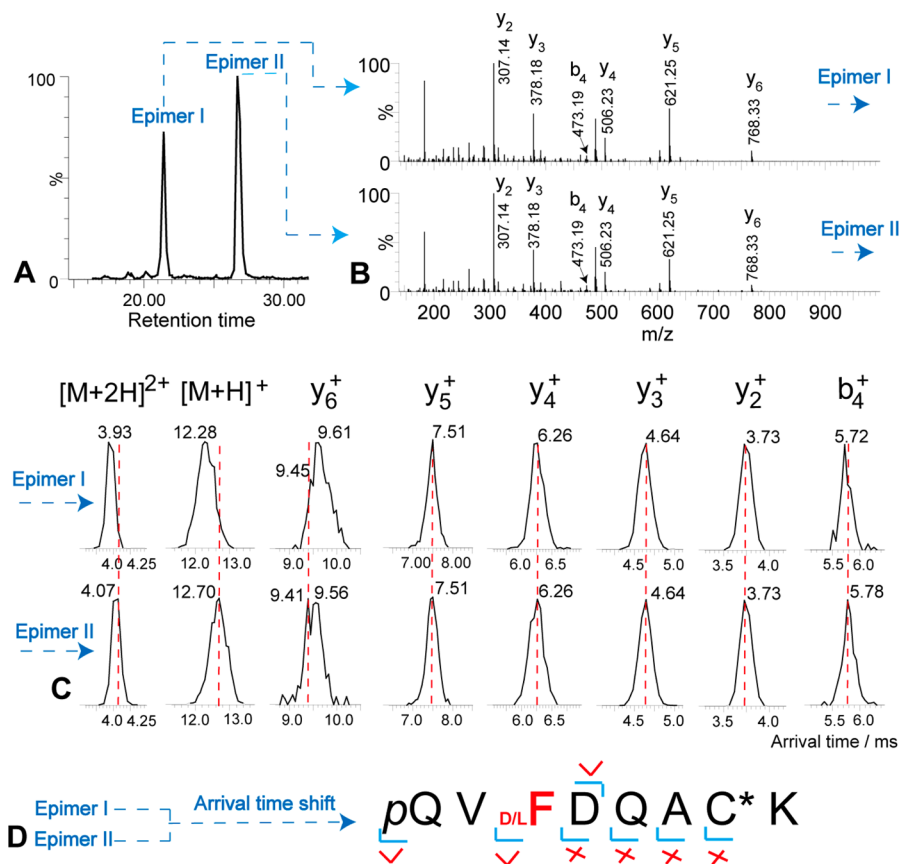 Epimer I
Epimer II
100
%
0
20.00 30.00
Retention time
A
y2 y3 b4 y4 y5 y6
307.14 378.18 473.19 506.23 621.25 768.33
100
%
0
Epimer I
y2 y3 b4 y4 y5 y6
307.14 378.18 473.19 506.23 621.25 768.33
100
%
0
Epimer II
200 300 400 500 600 700 800 900
m/z
B
[M+2H]2+ [M+H]+ y6+ y5+ y4+ y3+ y2+ b4+
Epimer I
3.93 12.28 9.45 9.61 7.51 6.26 4.64 3.73 5.72
4.0 4.25 12.0 13.0 9.0 10.0 7.00 8.00 6.0 6.5 4.5 5.0 3.5 4.0 5.5 6.0
Epimer II
4.07 12.70 9.41 9.56 7.51 6.26 4.64 3.73 5.78
4.0 4.25 12.0 13.0 9.0 10.0 7.0 8.0 6.0 6.5 4.5 5.0 3.5 4.0 5.5 6.0
C
Arrival time / ms
D
Epimer I
Epimer II
Arrival time shift
pQ V D/L F D Q A C* K